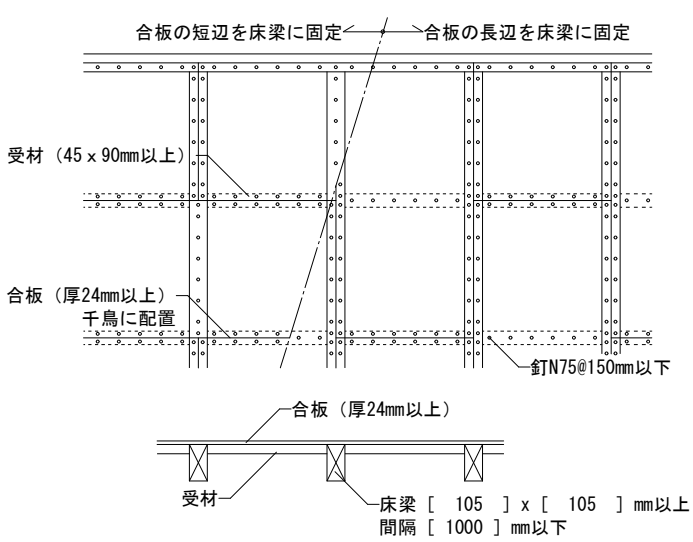 合板の短辺を床梁に固定
合板の長辺を床梁に固定
受材（45ｘ90mm以上）
合板（厚24mm以上）
千鳥に配置
釘N75@150mm以下
合板（厚24mm以上）
受材
床梁［ 105 ］ｘ［ 105 ］mm以上
間隔［ 1000 ］mm以下